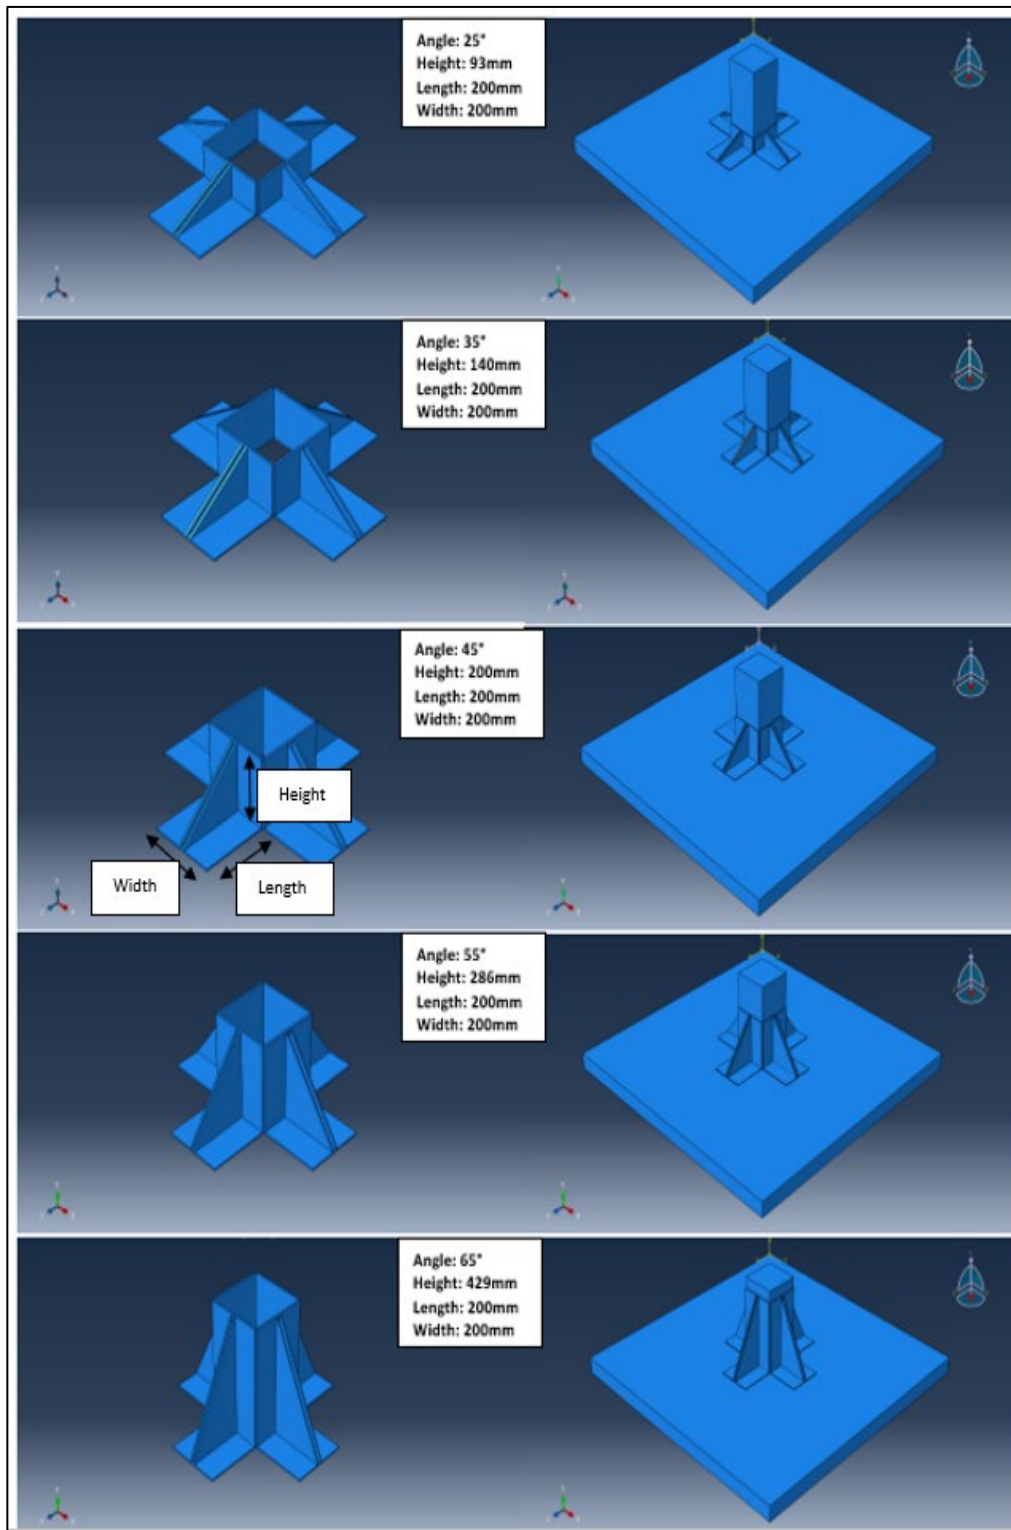 Angle: 25°
Height: 93mm
Length: 200mm
Width: 200mm
Angle: 35°
Height: 140mm
Length: 200mm
Width: 200mm
Angle: 45°
Height: 200mm
Length: 200mm
Width: 200mm
Height
Width
Length
Angle: 55°
Height: 286mm
Length: 200mm
Width: 200mm
Angle: 65°
Height: 429mm
Length: 200mm
Width: 200mm